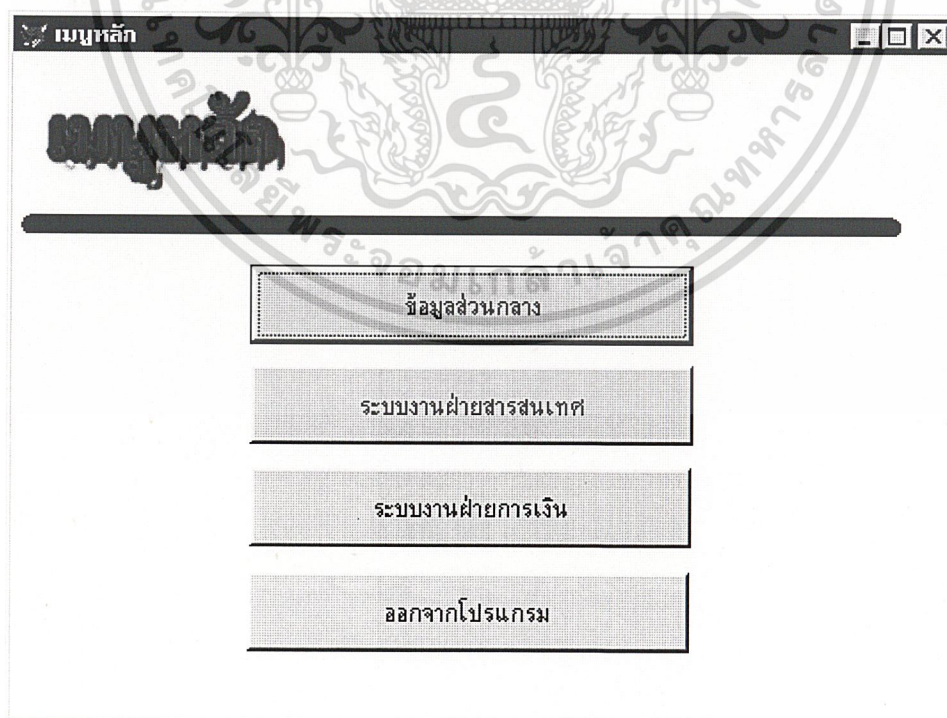 เมนูหลัก
เมนูหลัก
ข้อมูลส่วนกลาง
ระบบงานฝ่ายสารสนเทศ
ระบบงานฝ่ายการเงิน
ออกจากโปรแกรม